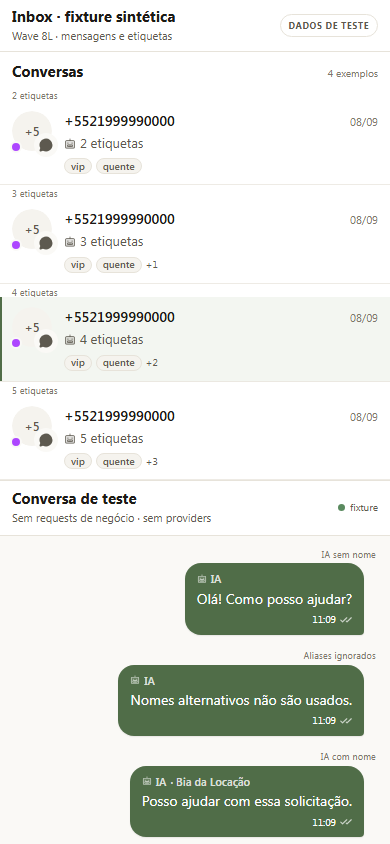 Inbox · fixture sintética
Wave 8L · mensagens e etiquetas
DADOS DE TESTE
Conversas
4 exemplos
2 etiquetas
+5
+5521999990000
08/09
2 etiquetas
vip quente
3 etiquetas
+5
+5521999990000
08/09
3 etiquetas
vip quente +1
4 etiquetas
+5
+5521999990000
08/09
4 etiquetas
vip quente +2
5 etiquetas
+5
+5521999990000
08/09
5 etiquetas
vip quente +3
Conversa de teste
Sem requests de negócio · sem providers
fixture
IA sem nome
IA
Olá! Como posso ajudar?
11:09
Aliases ignorados
IA
Nomes alternativos não são usados.
11:09
IA com nome
IA · Bia da Locação
Posso ajudar com essa solicitação.
11:09